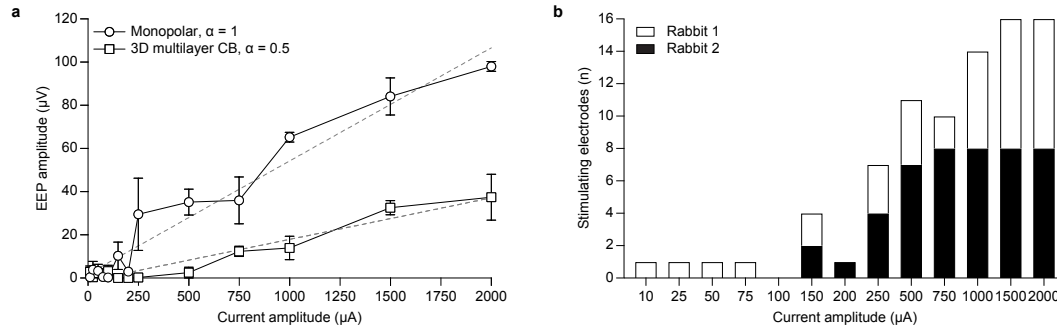 a
120
100
80
60
40
20
0
EEP amplitude (µV)
Monopolar, α = 1
3D multilayer CB, α = 0.5
0 250 500 750 1000 1250 1500 1750 2000
Current amplitude (µA)
b
16
14
12
10
8
6
4
2
0
Stimulating electrodes (n)
Rabbit 1
Rabbit 2
10 25 50 75 100 150 200 250 500 750 1000 1500 2000
Current amplitude (µA)